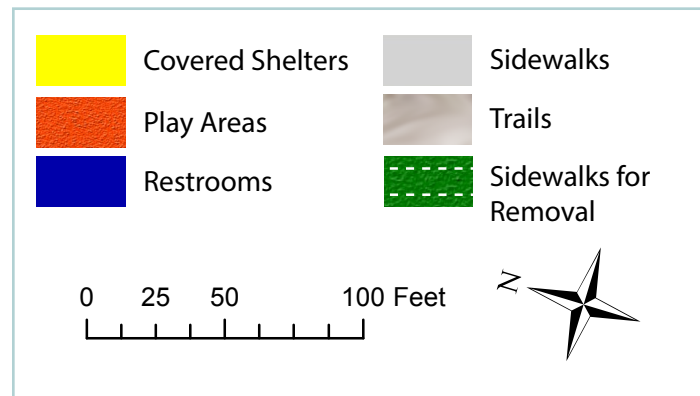 Covered Shelters
Sidewalks
Play Areas
Trails
Restrooms
Sidewalks for
Removal
N
0 25 50 100 Feet